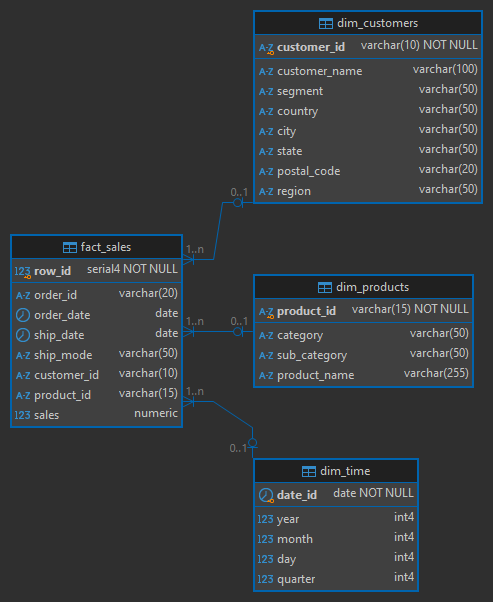 dim_customers
customer_id varchar(10) NOT NULL
customer_name varchar(100)
segment varchar(50)
country varchar(50)
city varchar(50)
state varchar(50)
postal_code varchar(20)
region varchar(50)
0..1
1..n
fact_sales
123 row_id serial4 NOT NULL
A-Z order_id varchar(20)
order_date date
ship_date date
A-Z ship_mode varchar(50)
A-Z customer_id varchar(10)
A-Z product_id varchar(15)
123 sales numeric
1..n
0..1
dim_products
A-Z product_id varchar(15) NOT NULL
A-Z category varchar(50)
A-Z sub_category varchar(50)
A-Z product_name varchar(255)
1..n
0..1
dim_time
date_id date NOT NULL
123 year int4
123 month int4
123 day int4
123 quarter int4